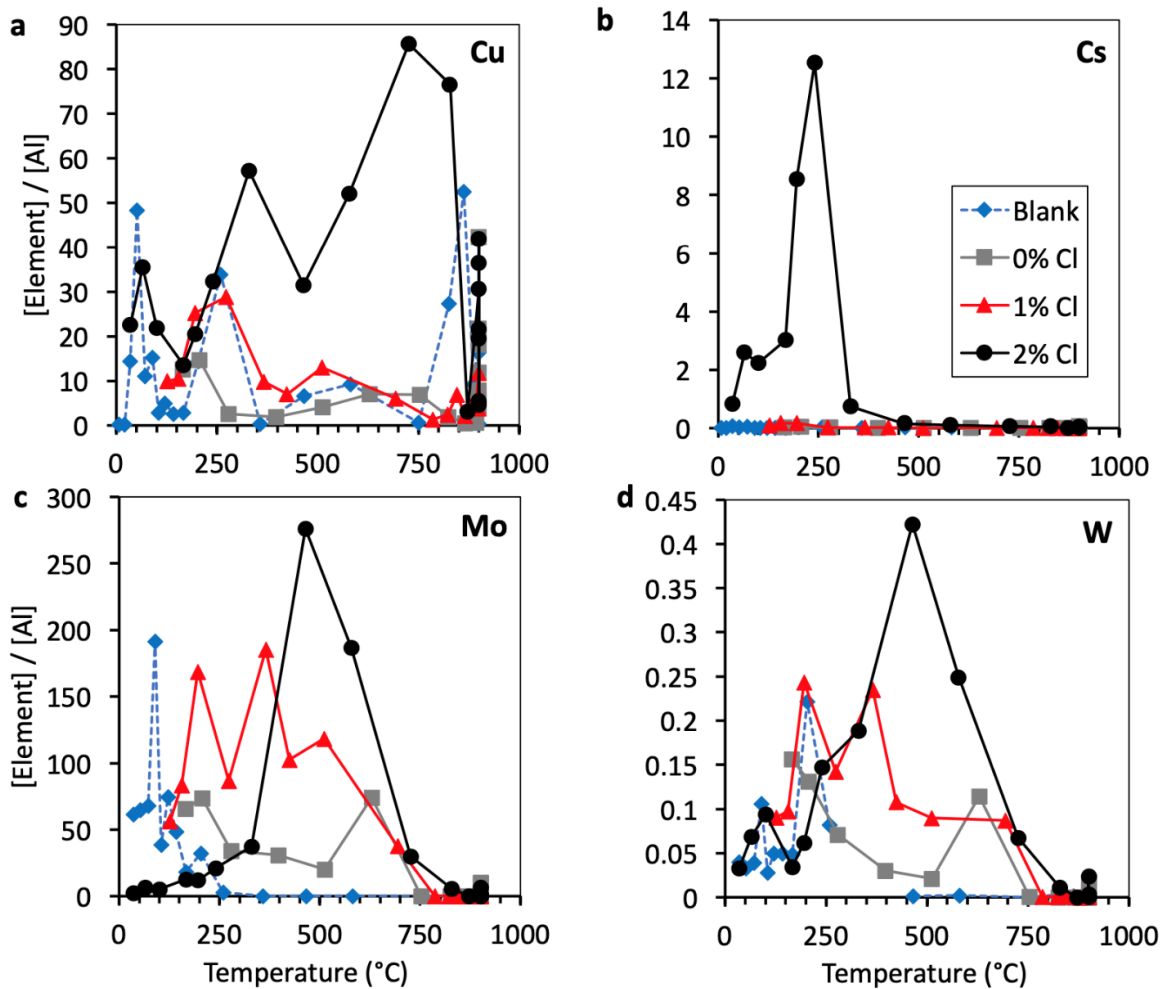 a
Cu
90
80
70
60
50
40
30
20
10
0
[Element] / [Al]
0 250 500 750 1000
b
Cs
14
12
10
8
6
4
2
0
0 250 500 750 1000
Blank
0% Cl
1% Cl
2% Cl
c
Mo
300
250
200
150
100
50
0
[Element] / [Al]
0 250 500 750 1000
Temperature (°C)
d
W
0.45
0.4
0.35
0.3
0.25
0.2
0.15
0.1
0.05
0
0 250 500 750 1000
Temperature (°C)